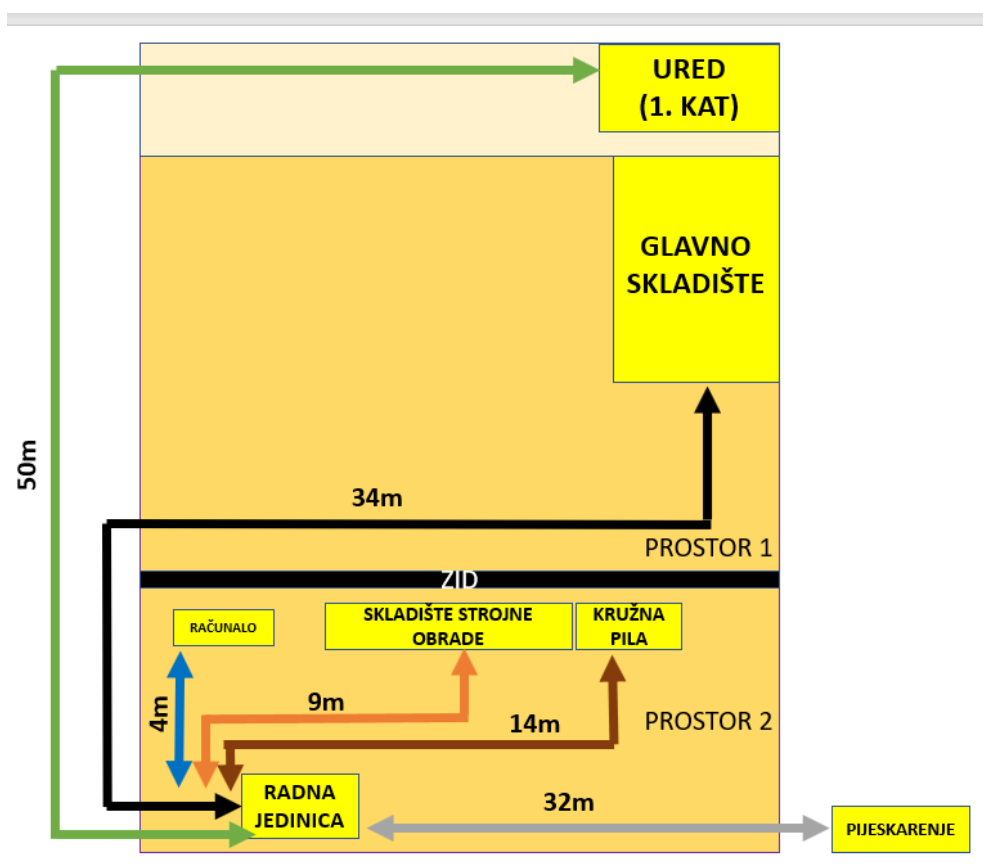 URED
(1. KAT)
GLAVNO
SKLADIŠTE
50m
34m
PROSTOR 1
ZID
RAČUNALO
SKLADIŠTE STROJNE
OBRADE
KRUŽNA
PILA
4m
9m
14m
PROSTOR 2
RADNA
JEDINICA
32m
PIJESKARENJE